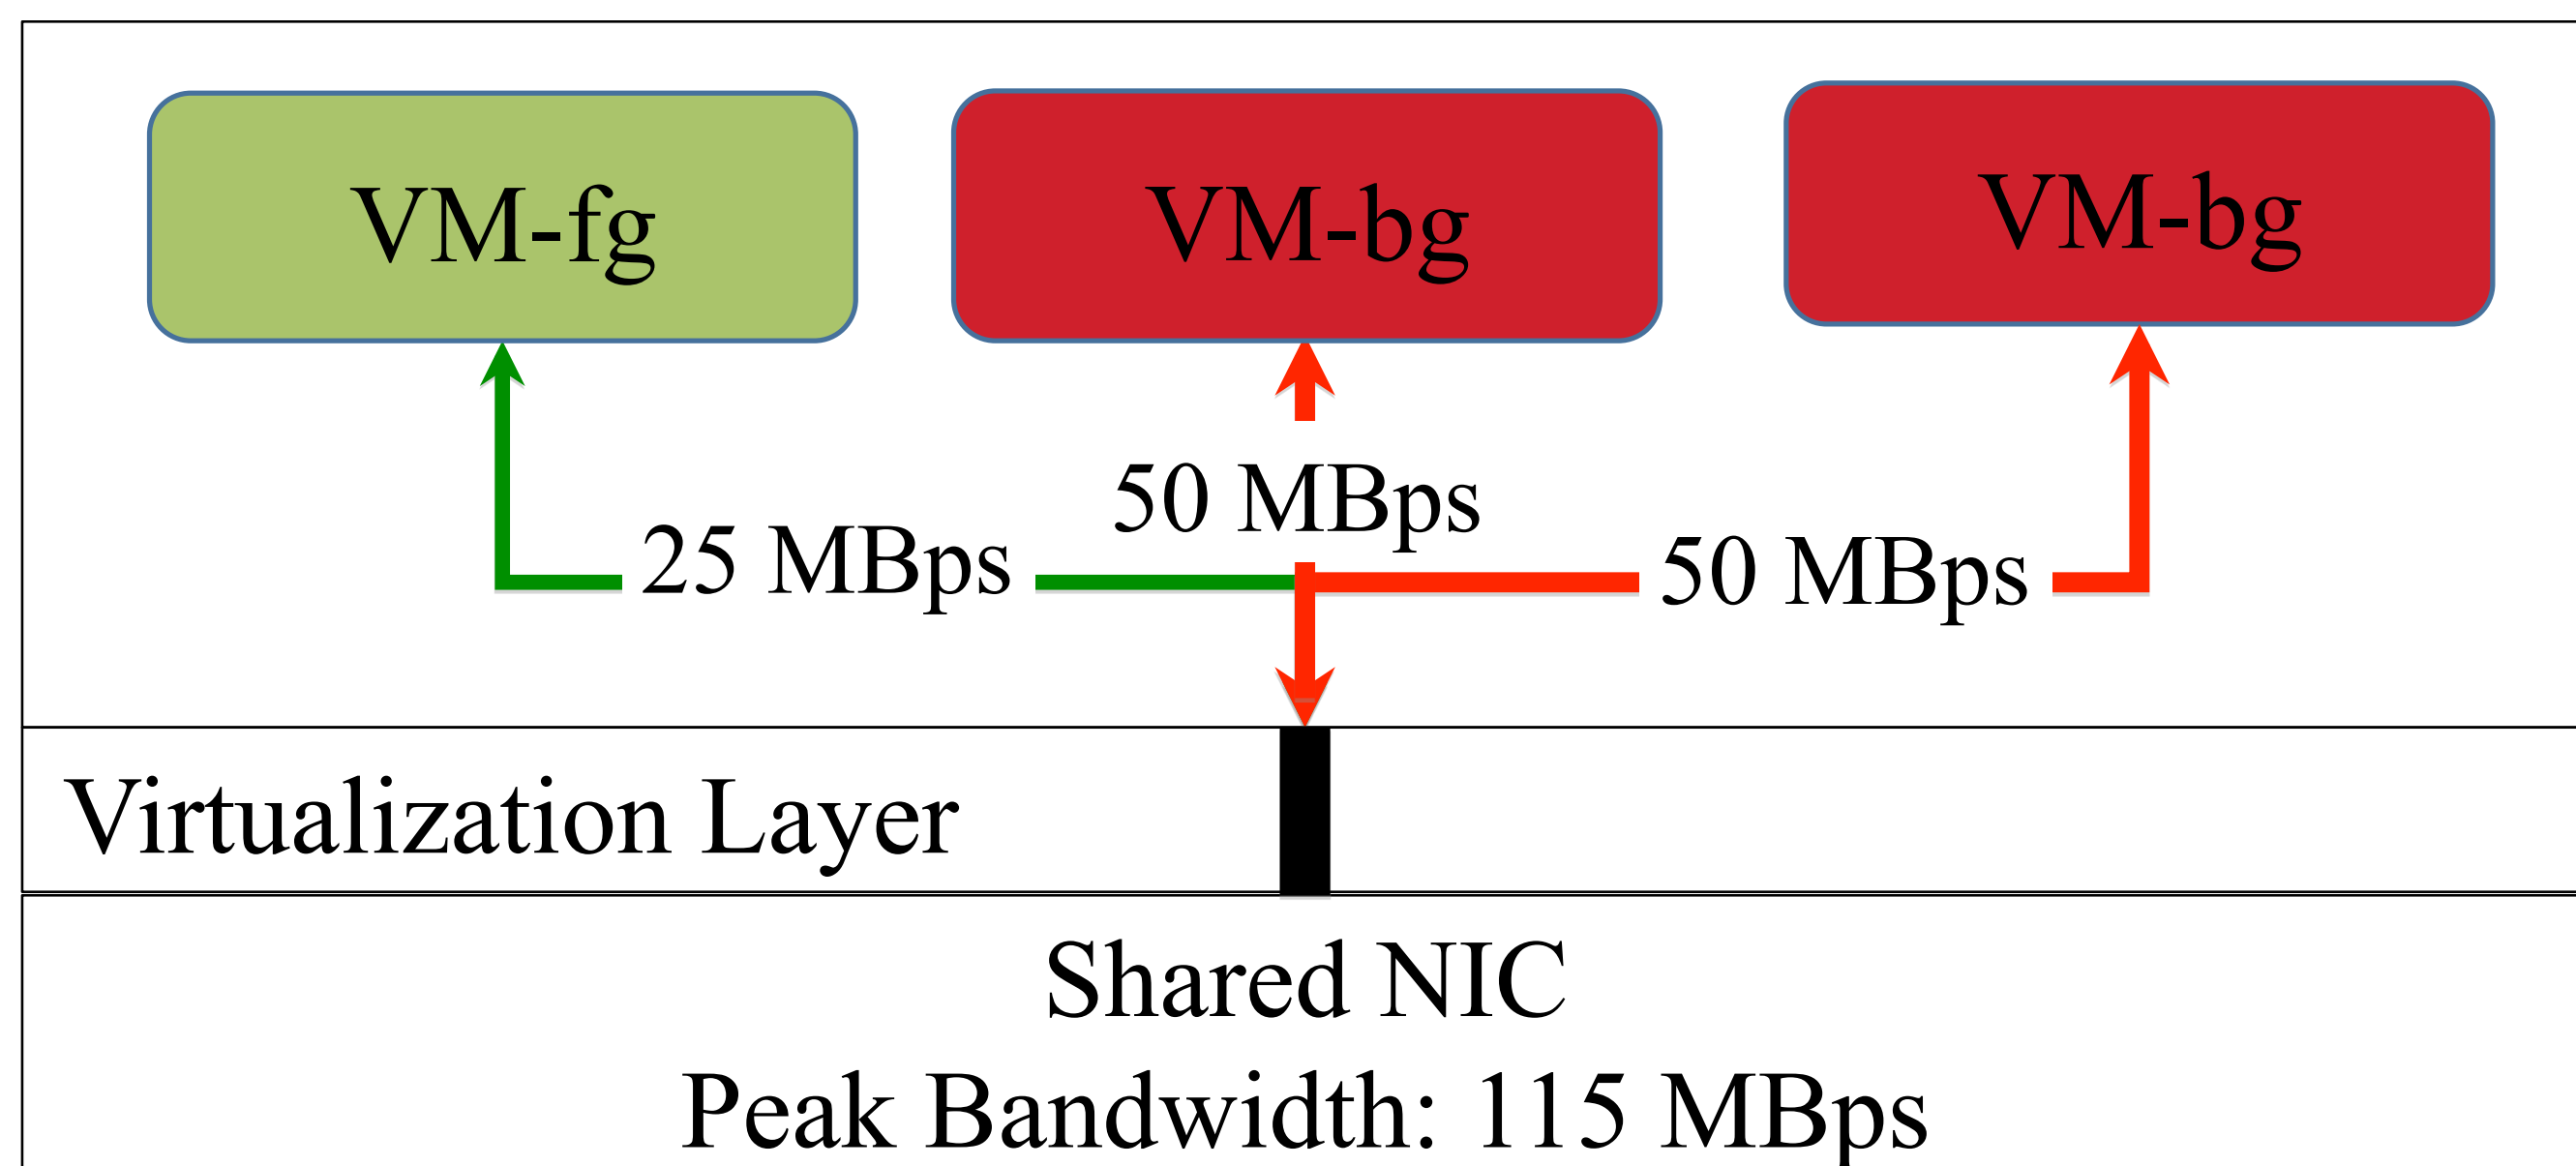 VM-fg
VM-bg
VM-bg
50 MBps
25 MBps
50 MBps
Virtualization Layer
Shared NIC
Peak Bandwidth: 115 MBps